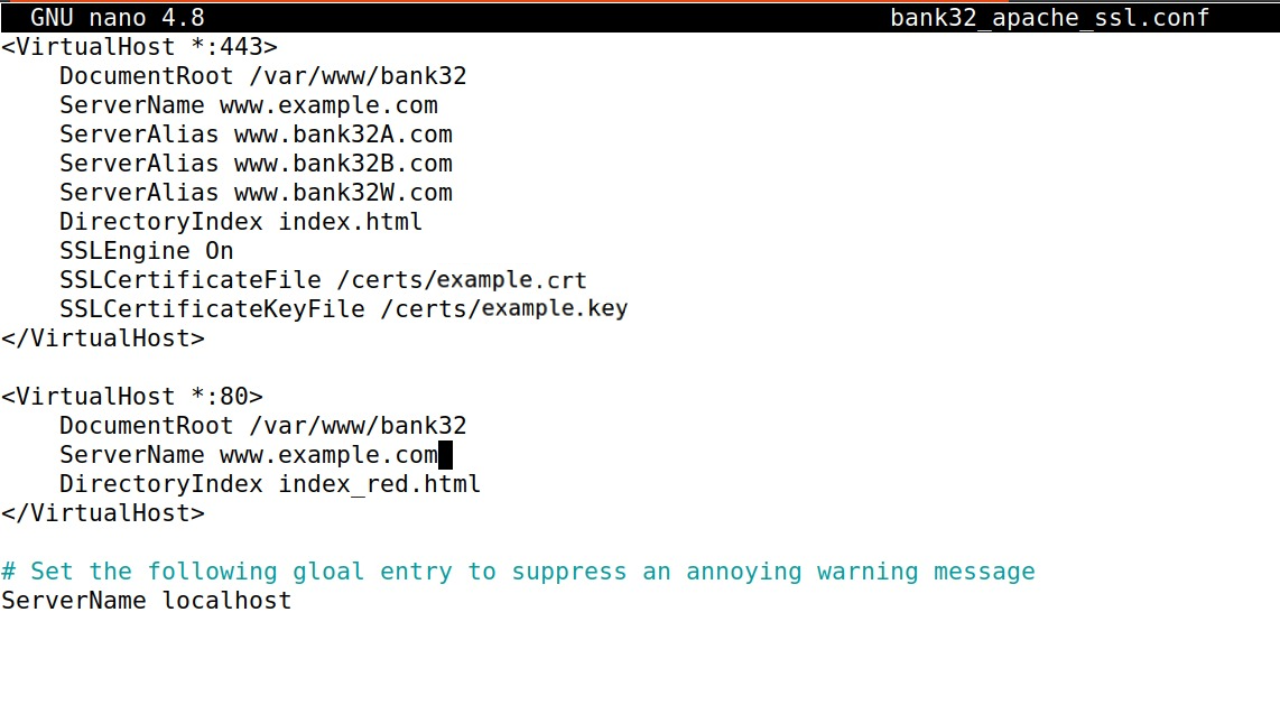 GNU nano 4.8 bank32_apache_ssl.conf
<VirtualHost *:443>
DocumentRoot /var/www/bank32
ServerName www.example.com
ServerAlias www.bank32A.com
ServerAlias www.bank32B.com
ServerAlias www.bank32W.com
DirectoryIndex index.html
SSLEngine On
SSLCertificateFile /certs/example.crt
SSLCertificateKeyFile /certs/example.key
</VirtualHost>
<VirtualHost *:80>
DocumentRoot /var/www/bank32
ServerName www.example.com
DirectoryIndex index_red.html
</VirtualHost>
# Set the following gloal entry to suppress an annoying warning message
ServerName localhost